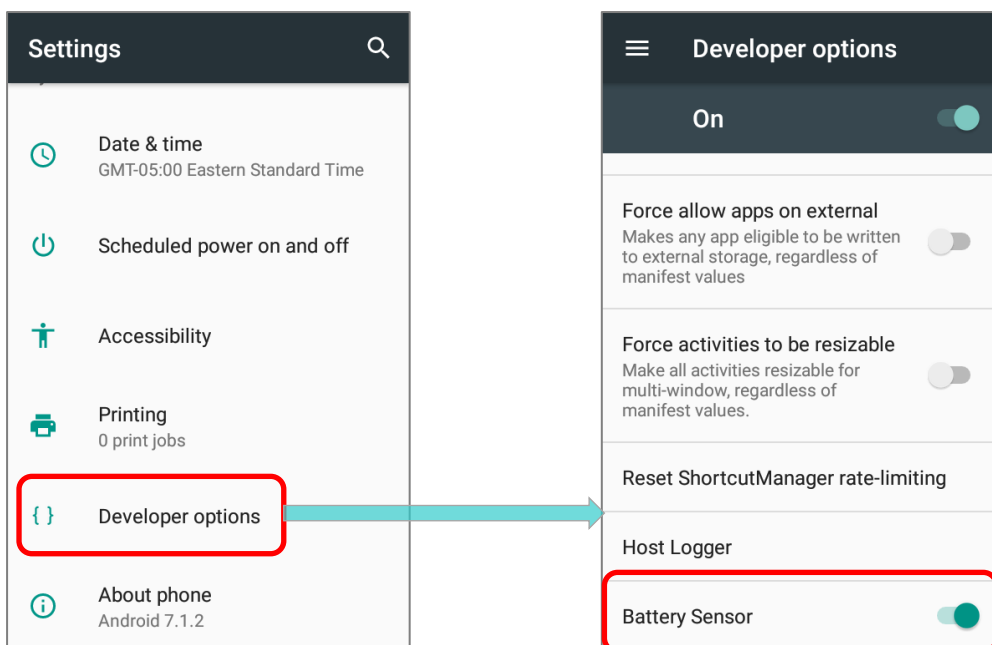 Settings
Date & time
GMT-05:00 Eastern Standard Time
Scheduled power on and off
Accessibility
Printing
0 print jobs
{ } Developer options
About phone
Android 7.1.2
Developer options
On
Force allow apps on external
Makes any app eligible to be written
to external storage, regardless of
manifest values
Force activities to be resizable
Make all activities resizable for
multi-window, regardless of
manifest values.
Reset ShortcutManager rate-limiting
Host Logger
Battery Sensor